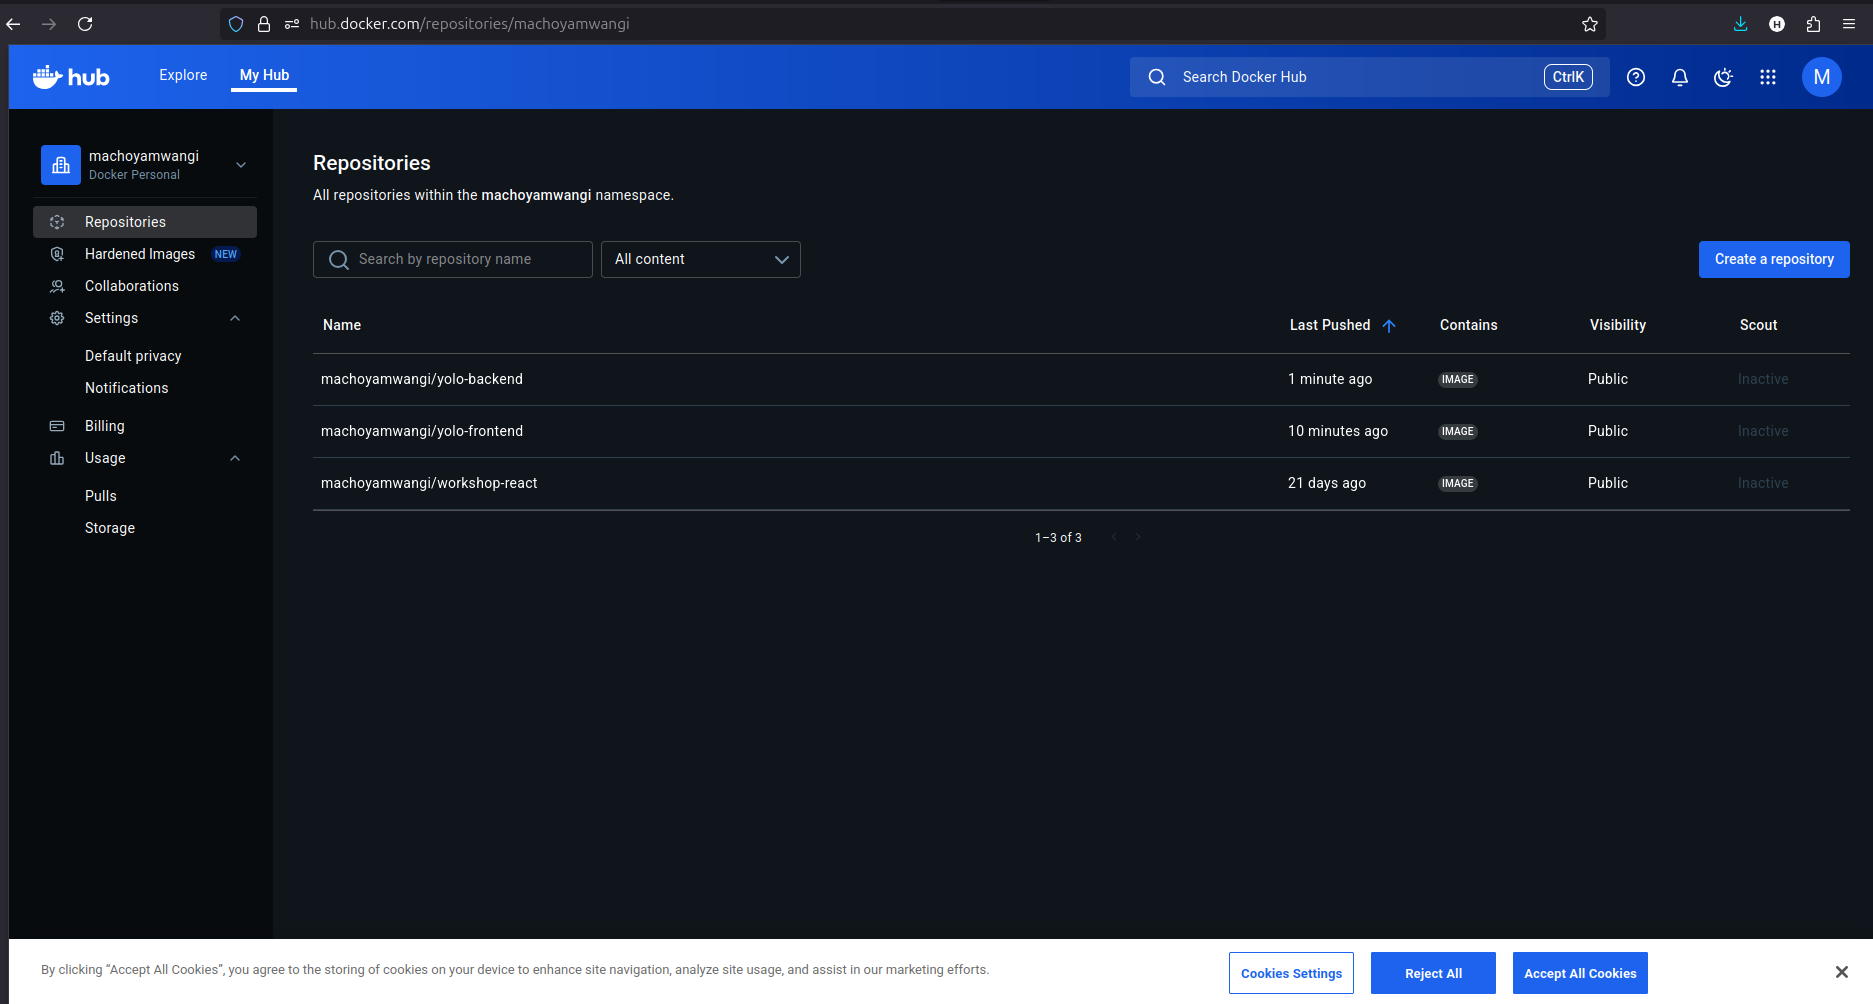 hub.docker.com/repositories/machoyamwangi
H
hub
Explore
My Hub
Search Docker Hub
CtrlK
M
machoyamwangi
Docker Personal
Repositories
Hardened Images NEW
Collaborations
Settings
Default privacy
Notifications
Billing
Usage
Pulls
Storage
Repositories
All repositories within the machoyamwangi namespace.
Search by repository name
All content
Create a repository
Name Last Pushed Contains Visibility Scout
machoyamwangi/yolo-backend 1 minute ago IMAGE Public Inactive
machoyamwangi/yolo-frontend 10 minutes ago IMAGE Public Inactive
machoyamwangi/workshop-react 21 days ago IMAGE Public Inactive
1–3 of 3
By clicking “Accept All Cookies”, you agree to the storing of cookies on your device to enhance site navigation, analyze site usage, and assist in our marketing efforts.
Cookies Settings
Reject All
Accept All Cookies